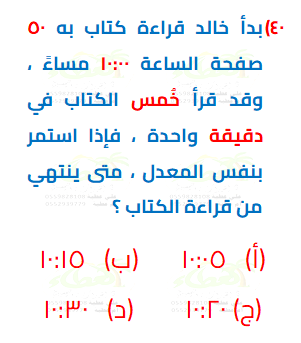 ٤٠) بدأ خالد قراءة كتاب به ٥٠
صفحة الساعة ١٠:٠٠ مساءً ،
وقد قرأ خُمس الكتاب في
دقيقة واحدة ، فإذا استمر
بنفس المعدل ، متى ينتهي
من قراءة الكتاب ؟
(أ) ١٠:٠٥ (ب) ١٠:١٥
(ج) ١٠:٢٠ (د) ١٠:٣٠